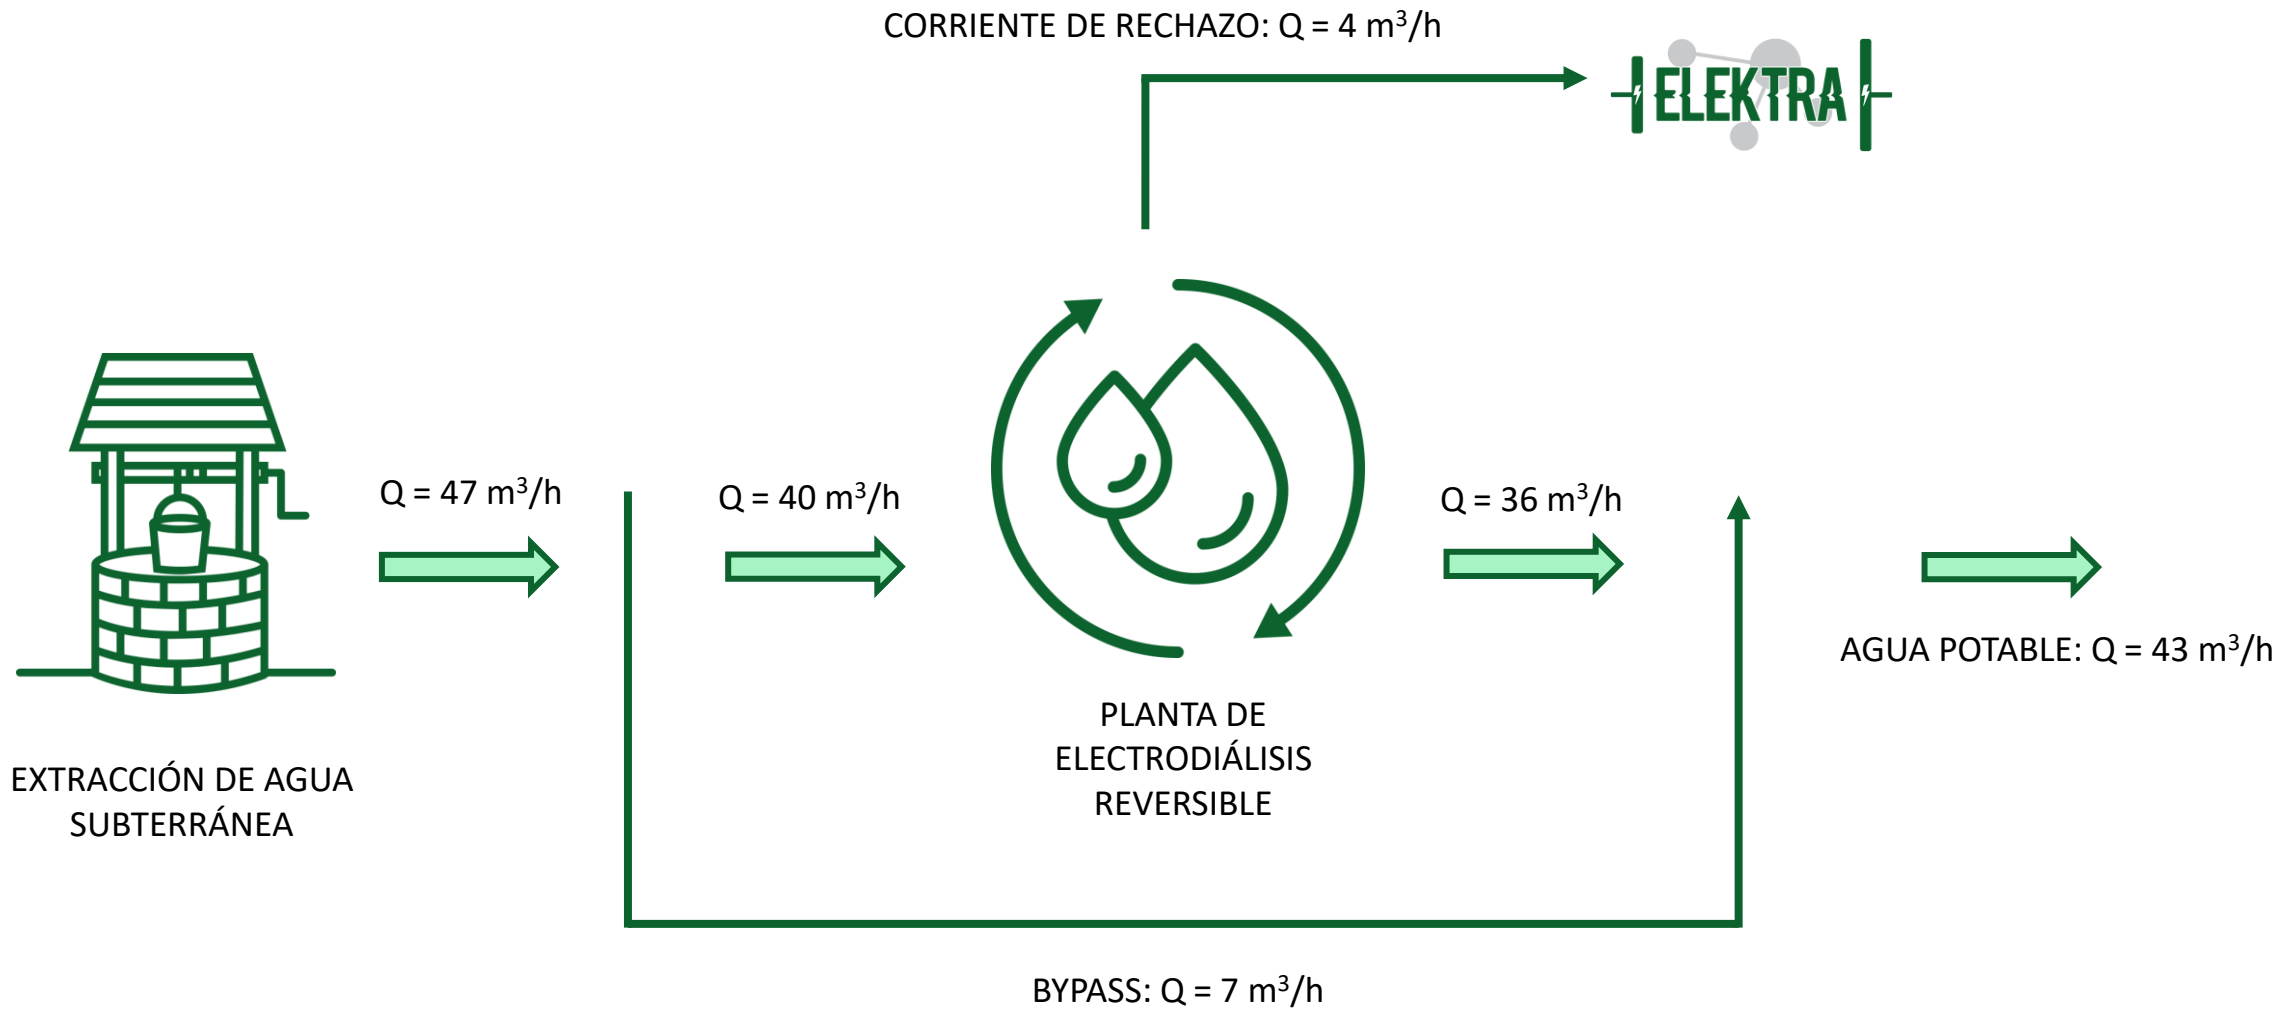 CORRIENTE DE RECHAZO: Q = 4 m³/h
ELEKTRA
Q = 47 m³/h
Q = 40 m³/h
Q = 36 m³/h
AGUA POTABLE: Q = 43 m³/h
PLANTA DE
ELECTRODIÁLISIS
REVERSIBLE
EXTRACCIÓN DE AGUA
SUBTERRÁNEA
BYPASS: Q = 7 m³/h